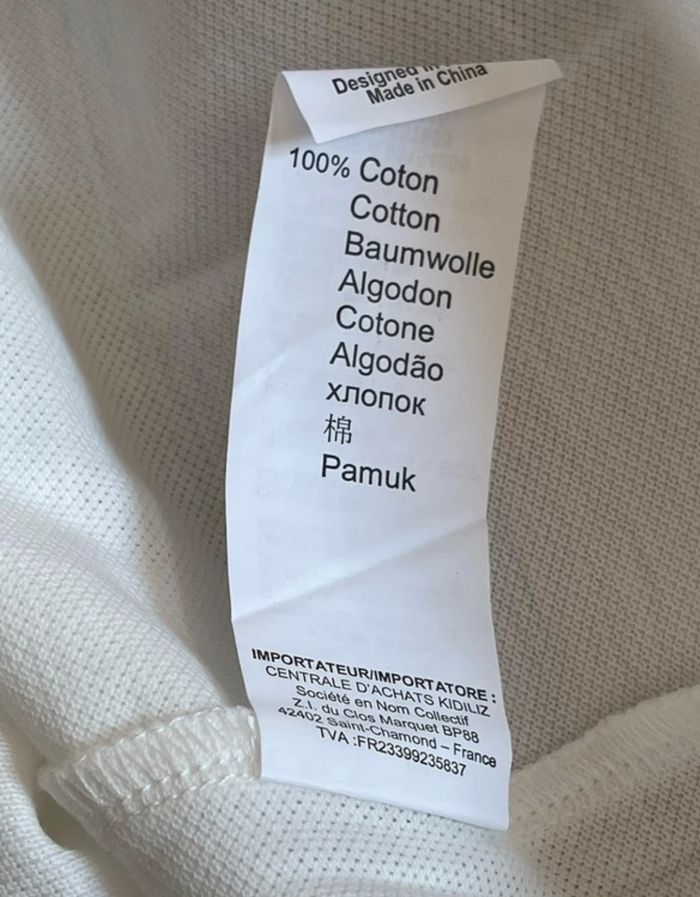 Designed in
Made in China
100% Coton
Cotton
Baumwolle
Algodon
Cotone
Algodão
хлопок
棉
Pamuk
IMPORTATEUR/IMPORTATORE :
CENTRALE D'ACHATS KIDILIZ
Société en Nom Collectif
Z.I. du Clos Marquet BP88
42402 Saint-Chamond – France
TVA :FR23399235837